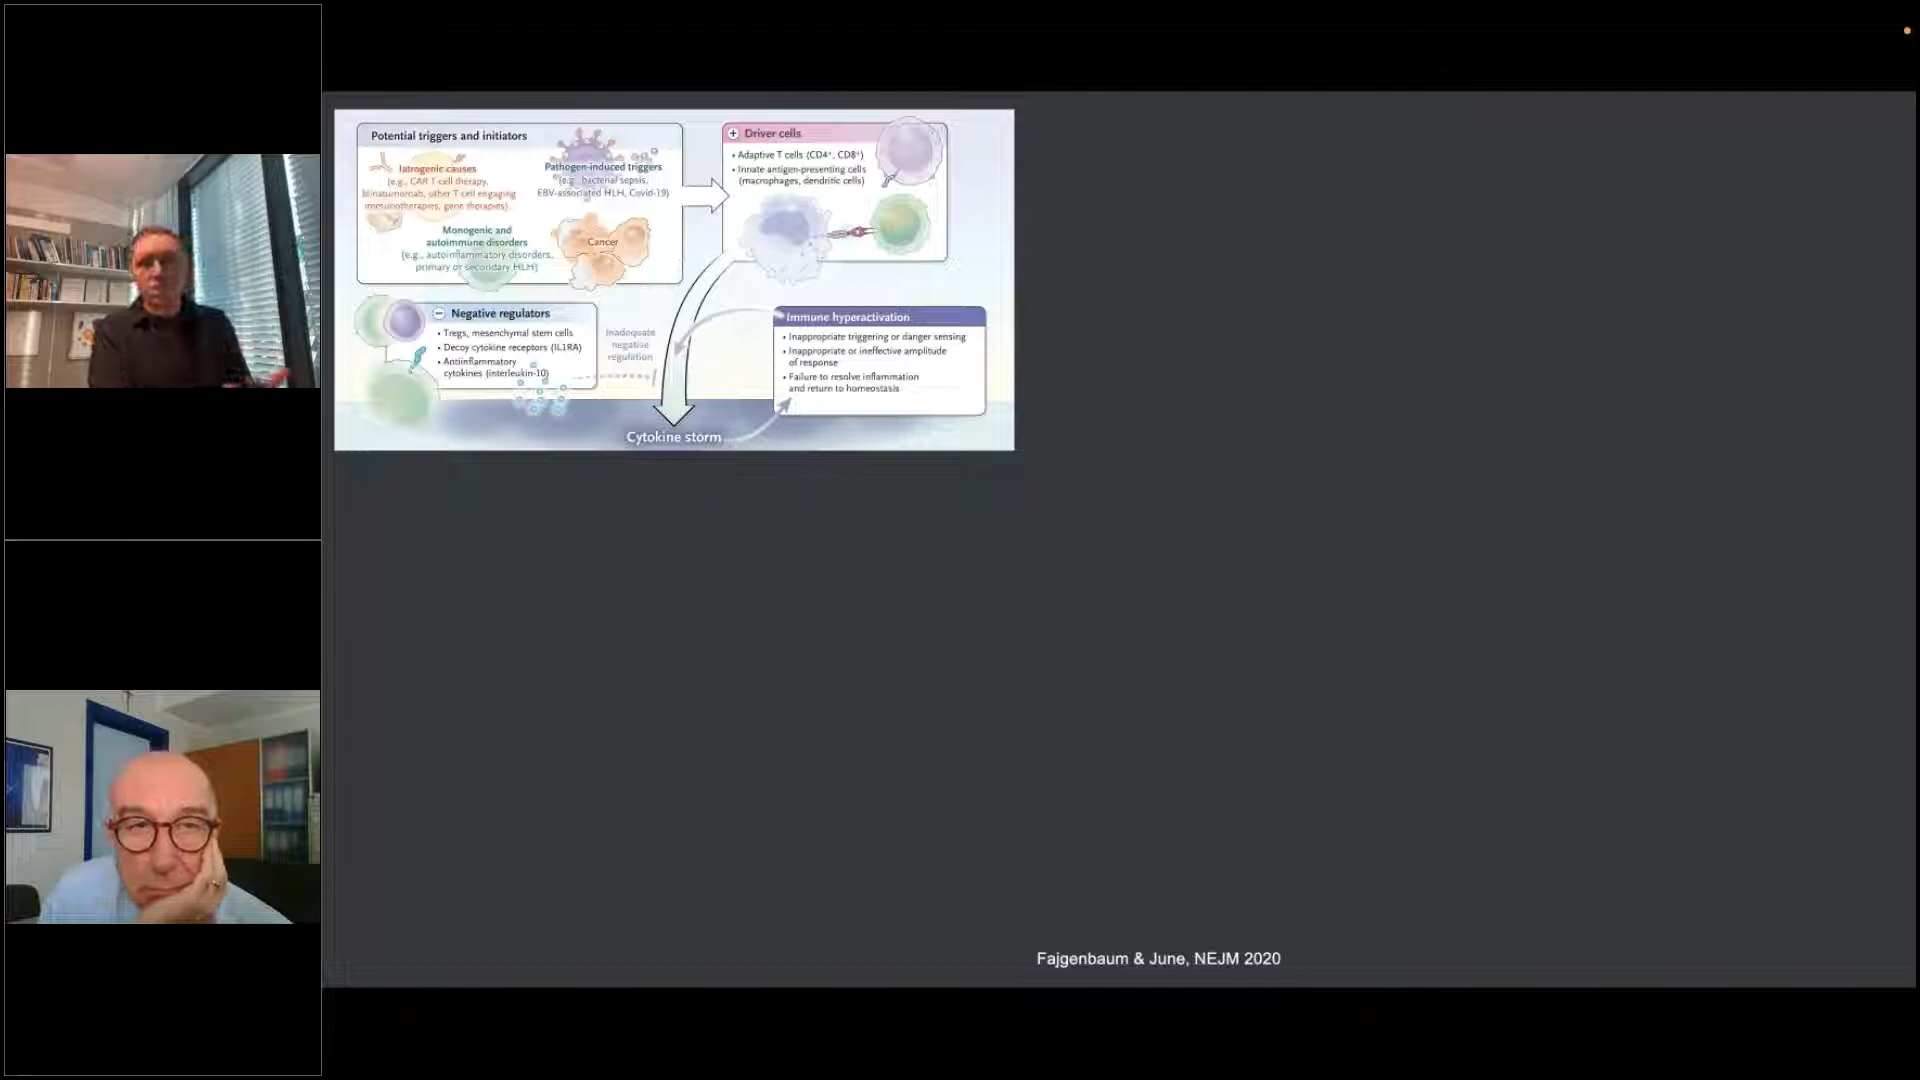 Potential triggers and initiators
Iatrogenic causes
(e.g., CAR T-cell therapy,
blinatumomab, other T-cell engaging
immunotherapies, gene therapies)
Pathogen-induced triggers
(e.g., bacterial sepsis,
EBV-associated HLH, Covid-19)
Monogenic and
autoimmune disorders
(e.g., autoinflammatory disorders,
primary or secondary HLH)
Cancer
+ Driver cells
• Adaptive T cells (CD4⁺, CD8⁺)
• Innate antigen-presenting cells
(macrophages, dendritic cells)
− Negative regulators
• Tregs, mesenchymal stem cells
• Decoy cytokine receptors (IL1RA)
• Antiinflammatory
cytokines (interleukin-10)
Inadequate
negative
regulation
Immune hyperactivation
• Inappropriate triggering or danger sensing
• Inappropriate or ineffective amplitude
of response
• Failure to resolve inflammation
and return to homeostasis
Cytokine storm
Fajgenbaum & June, NEJM 2020